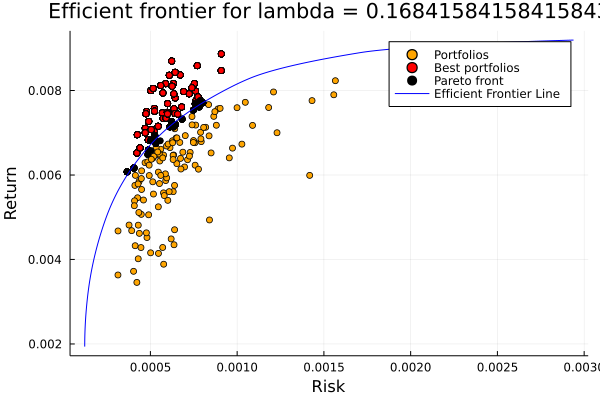 Efficient frontier for lambda = 0.1684158415841584
Portfolios
Best portfolios
Pareto front
Efficient Frontier Line
Return
0.008
0.006
0.004
0.002
0.0005
0.0010
0.0015
0.0020
0.0025
0.0030
Risk